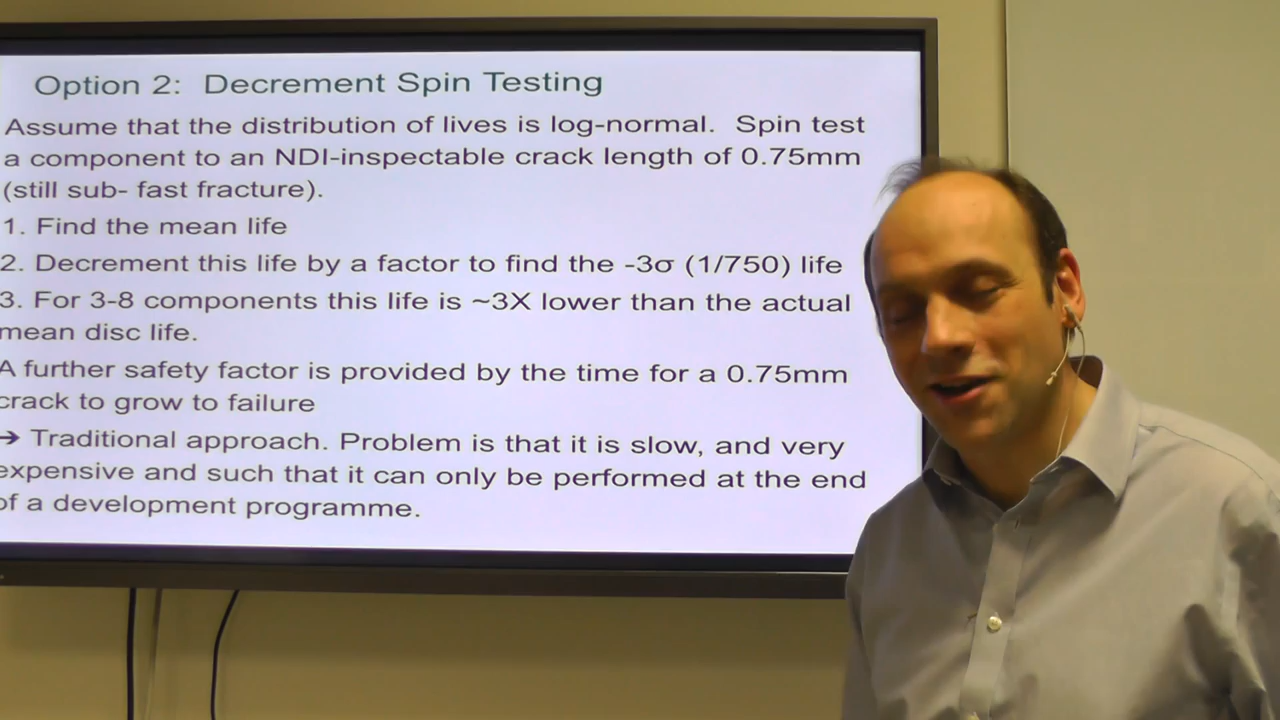 Option 2: Decrement Spin Testing
Assume that the distribution of lives is log-normal. Spin test
a component to an NDI-inspectable crack length of 0.75mm
(still sub- fast fracture).
1. Find the mean life
2. Decrement this life by a factor to find the -3σ (1/750) life
3. For 3-8 components this life is ~3X lower than the actual
mean disc life.
A further safety factor is provided by the time for a 0.75mm
crack to grow to failure
➔ Traditional approach. Problem is that it is slow, and very
expensive and such that it can only be performed at the end
of a development programme.